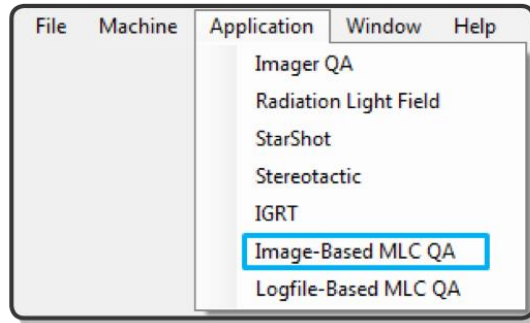 File Machine Application Window Help
Imager QA
Radiation Light Field
StarShot
Stereotactic
IGRT
Image-Based MLC QA
Logfile-Based MLC QA